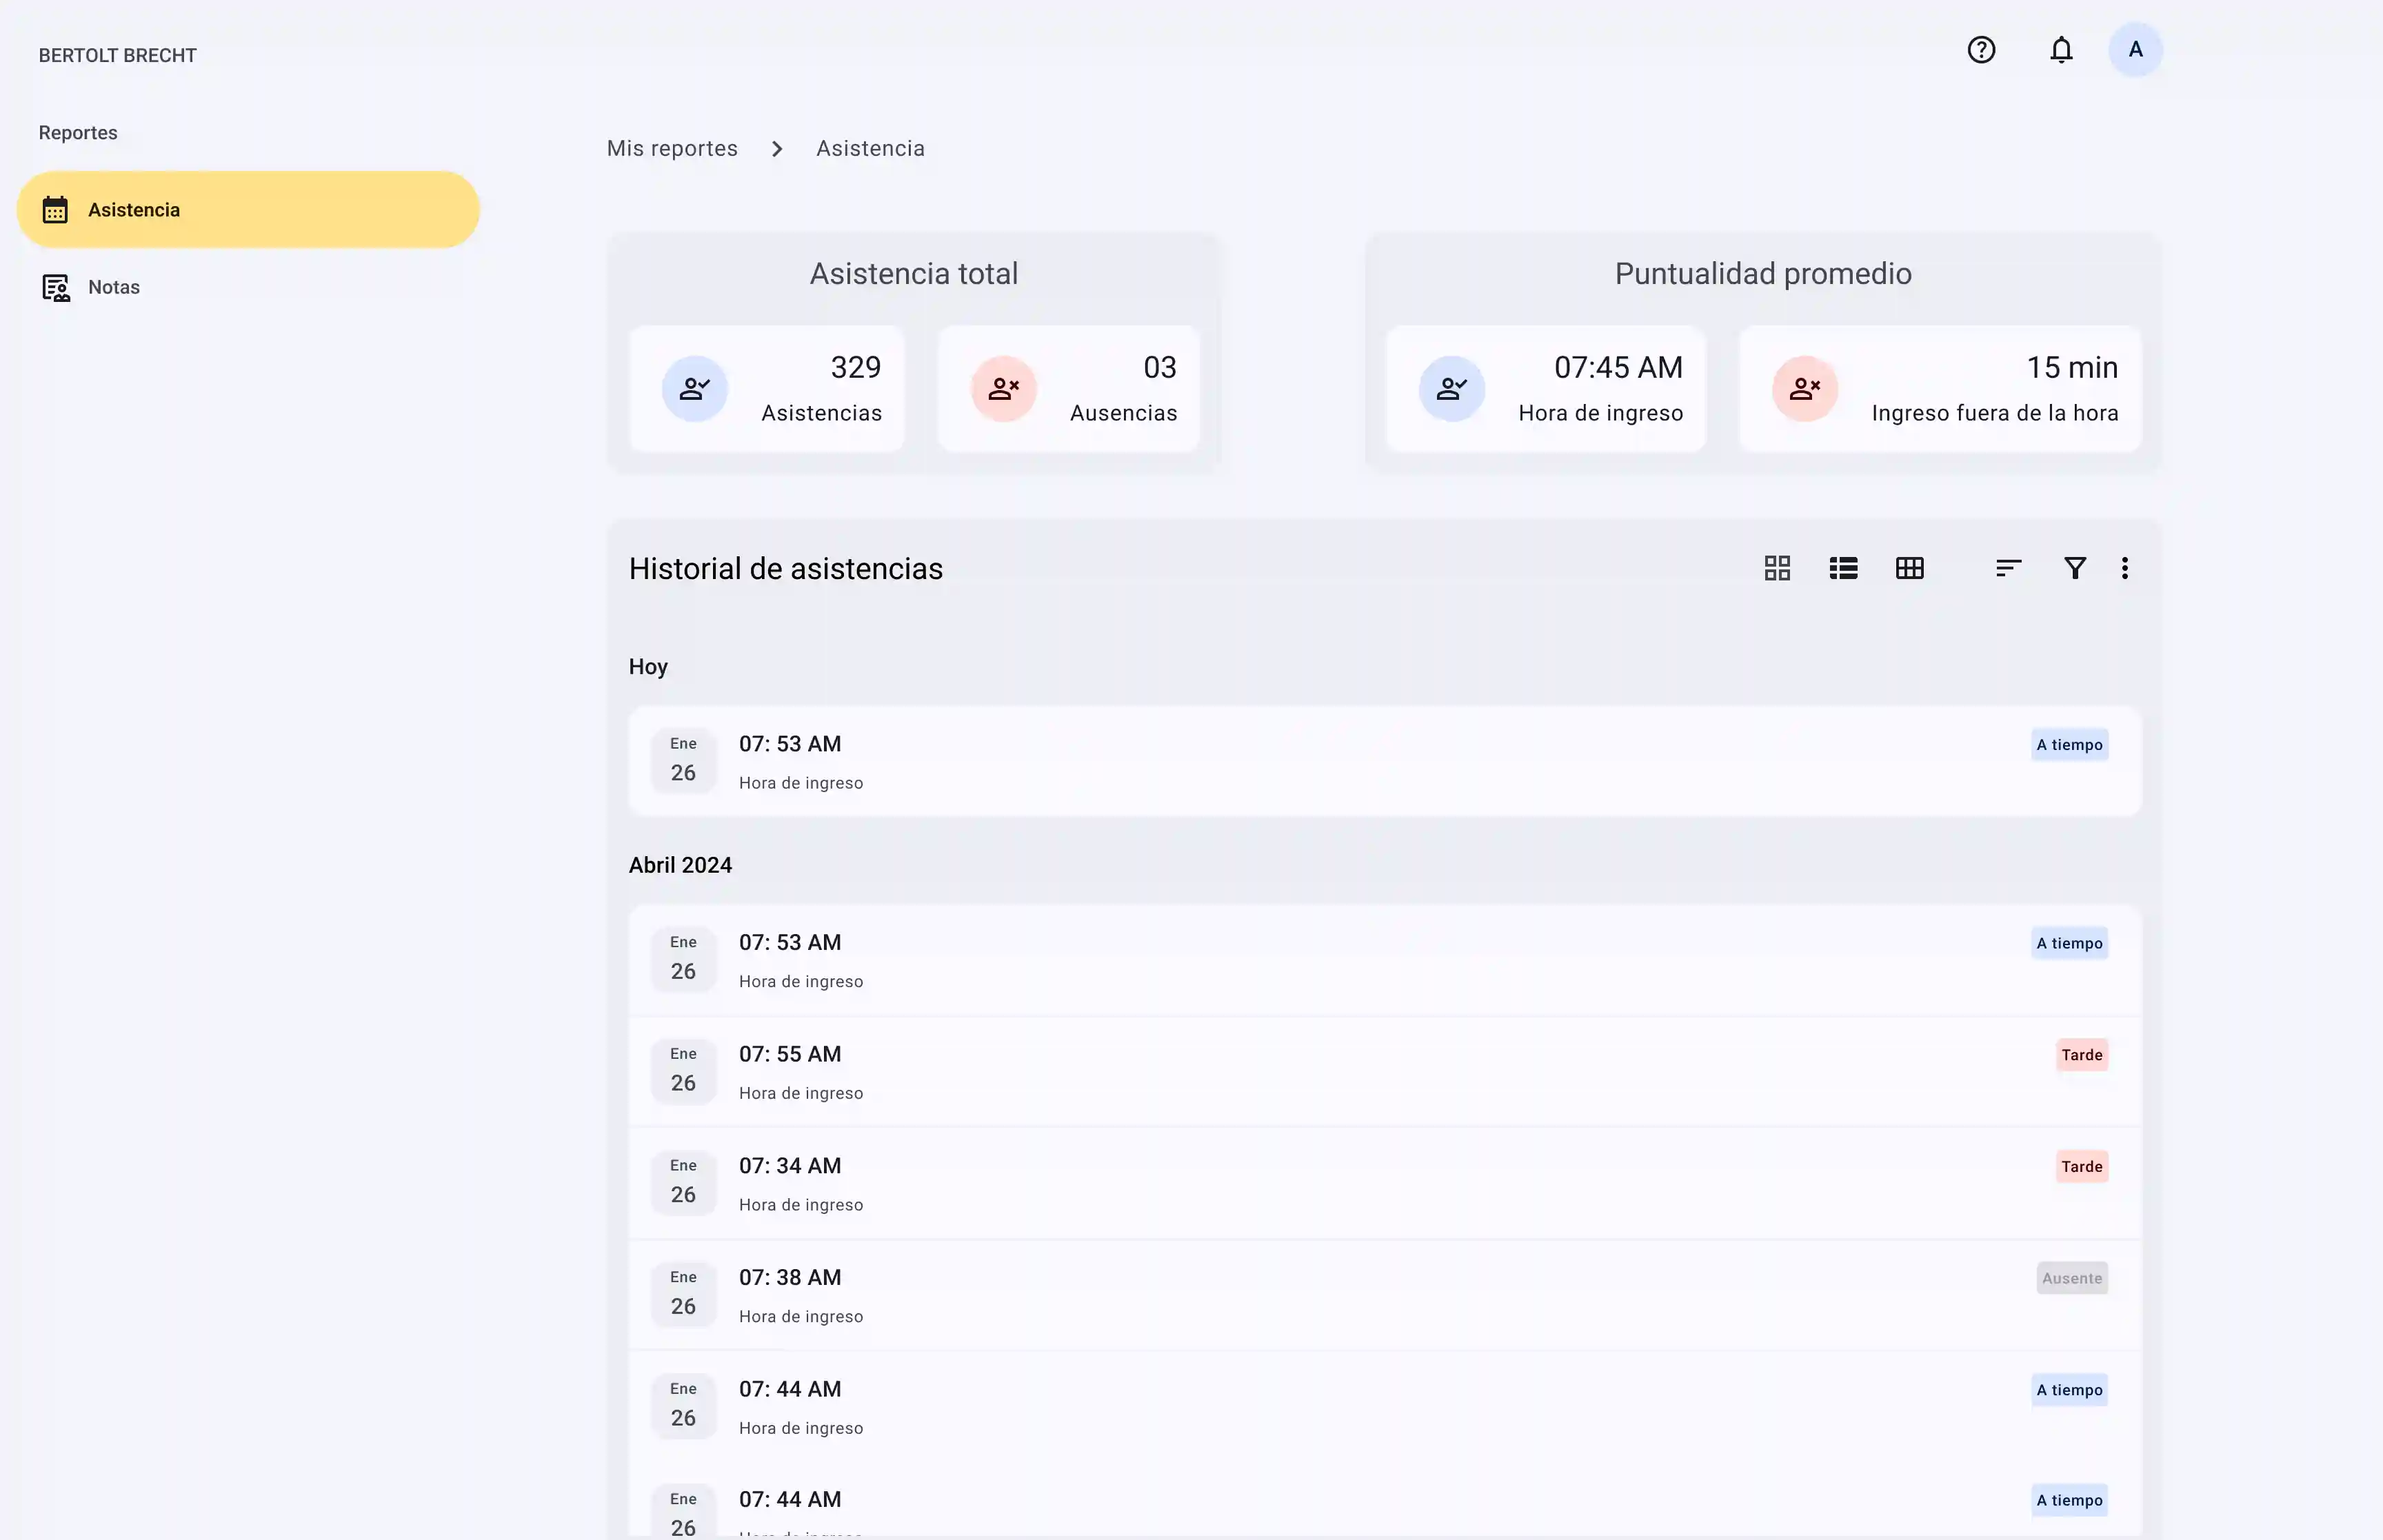 BERTOLT BRECHT
A
Reportes
Asistencia
Notas
Mis reportes
Asistencia
Asistencia total
329
Asistencias
03
Ausencias
Puntualidad promedio
07:45 AM
Hora de ingreso
15 min
Ingreso fuera de la hora
Historial de asistencias
Hoy
Ene
26
07: 53 AM
Hora de ingreso
A tiempo
Abril 2024
Ene
26
07: 53 AM
Hora de ingreso
A tiempo
Ene
26
07: 55 AM
Hora de ingreso
Tarde
Ene
26
07: 34 AM
Hora de ingreso
Tarde
Ene
26
07: 38 AM
Hora de ingreso
Ausente
Ene
26
07: 44 AM
Hora de ingreso
A tiempo
Ene
26
07: 44 AM
A tiempo